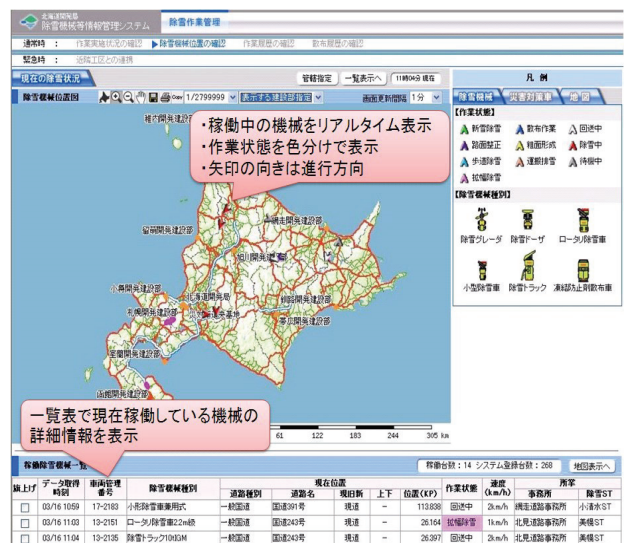 北海道開発局
除雪機械等情報管理システム
除雪作業管理
通常時 : 作業実施状況の確認 ▶除雪機械位置の確認 作業履歴の確認 散布履歴の確認
緊急時 : 近隣工区との連携
現在の除雪状況
管轄指定 一覧表示へ 11時04分 現在
除雪機械位置図
Copy 1/2799999 表示する建設部指定 画面更新間隔 1分
・稼働中の機械をリアルタイム表示
・作業状態を色分けで表示
・矢印の向きは進行方向
稚内開発建設部
留萌開発建設部
網走開発建設部
旭川開発建設部
小樽開発建設部
北海道開発局
札幌開発建設部
釧路開発建設部
帯広開発建設部
室蘭開発建設部
函館開発建設部
61 122 183 244 305 km
凡 例
除雪機械 災害対策車 地 図
【作業状態】
新雪除雪 散布作業 回送中
路面整正 粗面形成 除雪中
歩道除雪 運搬排雪 待機中
拡幅除雪
【除雪機械種別】
除雪グレーダ 除雪ドーザ ロータリ除雪車
小型除雪車 除雪トラック 凍結防止剤散布車
一覧表で現在稼働している機械の
詳細情報を表示
稼働除雪機械一覧
稼働台数：14 システム登録台数：268 地図表示へ
旗上げ データ取得時刻 車両管理番号 除雪機械種別 現在位置 作業状態 速度(km/h) 所掌
道路種別 道路名 現旧新 上下 位置(KP) 事務所 除雪ST
03/16 10:59 17-2183 小形除雪車兼用式 一般国道 国道391号 現道 - 113.838 回送中 2km/h 網走道路事務所 小清水ST
03/16 11:03 13-2151 ロータリ除雪車2.2m級 一般国道 国道243号 現道 - 26.164 拡幅除雪 1km/h 北見道路事務所 美幌ST
03/16 11:04 13-2135 除雪トラック10tIGM 一般国道 国道243号 現道 - 26.397 回送中 2km/h 北見道路事務所 美幌ST